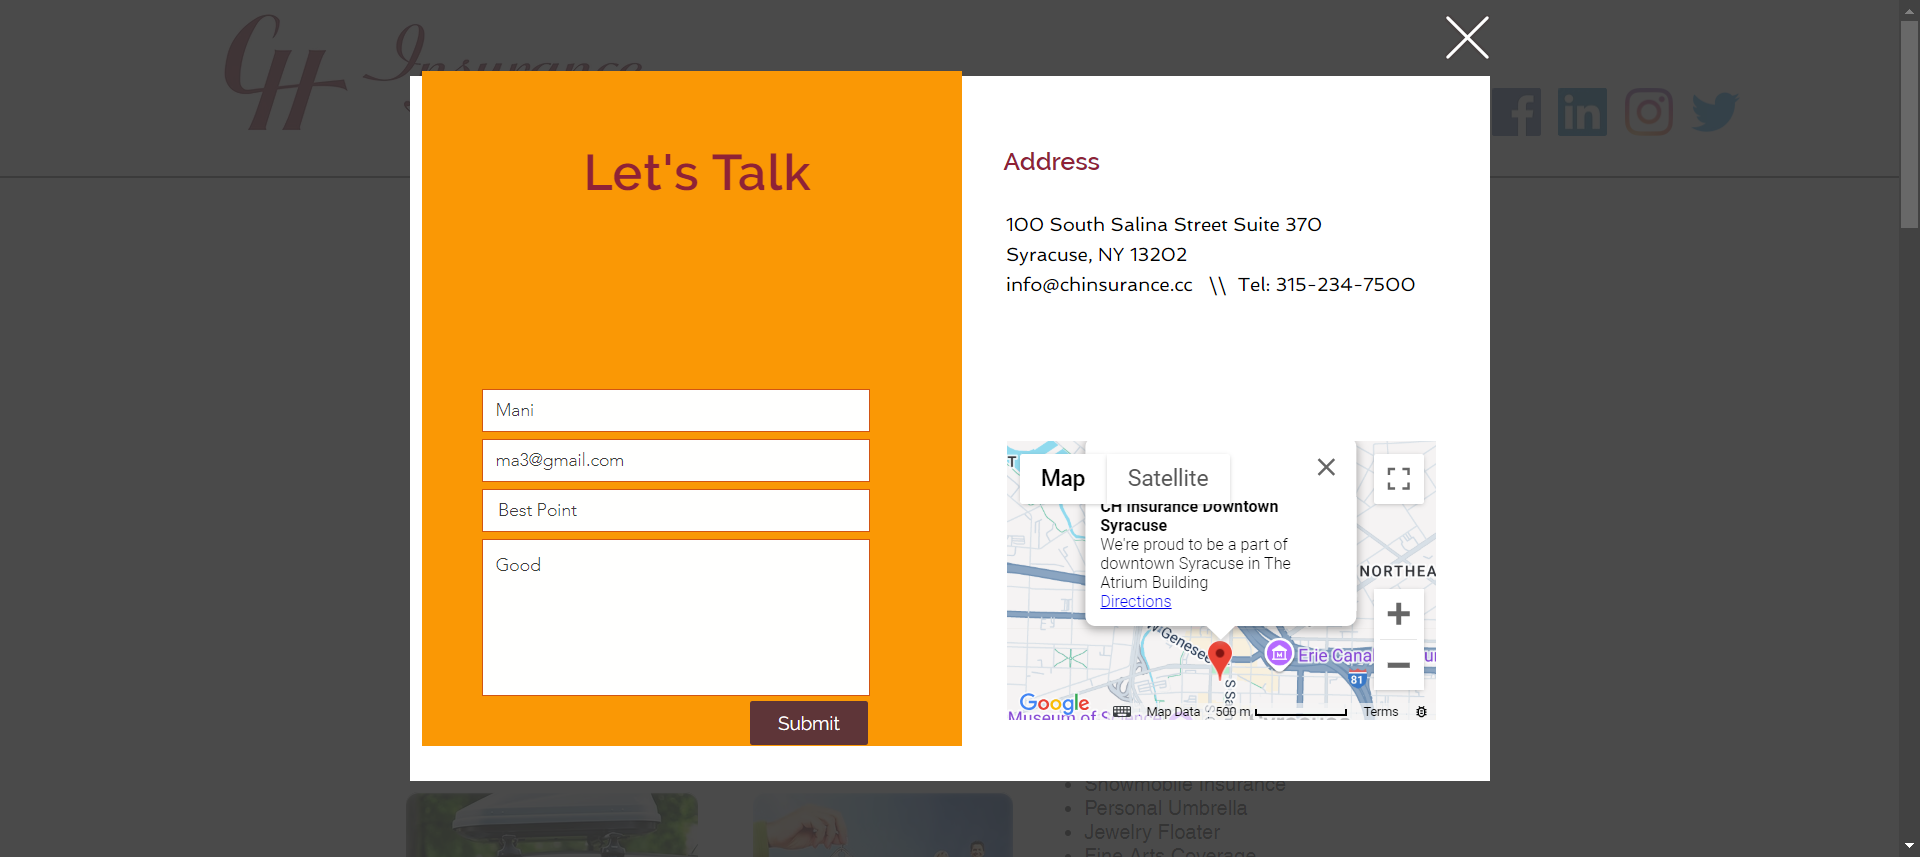 CH Insurance
Let's Talk
Mani
ma3@gmail.com
Best Point
Good
Submit
Address
100 South Salina Street Suite 370
Syracuse, NY 13202
info@chinsurance.cc \\ Tel: 315-234-7500
Map
Satellite
CH Insurance Downtown
Syracuse
We're proud to be a part of
downtown Syracuse in The
Atrium Building
Directions
NORTHEA
W Genesee
Erie Cana
81
Google
Museum of
Map Data
500 m
Terms
Snowmobile Insurance
Personal Umbrella
Jewelry Floater
Fine Arts Coverage